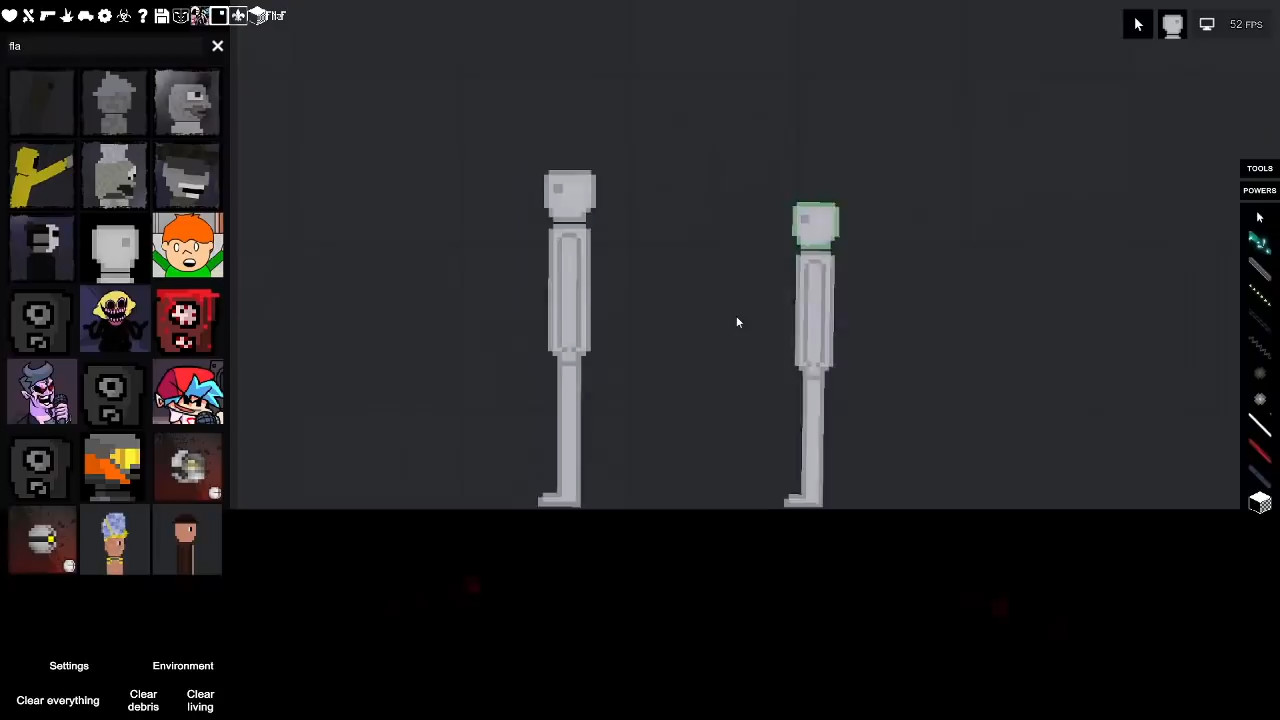 52 FPS
fla
TOOLS
POWERS
Settings
Environment
Clear everything
Clear
debris
Clear
living